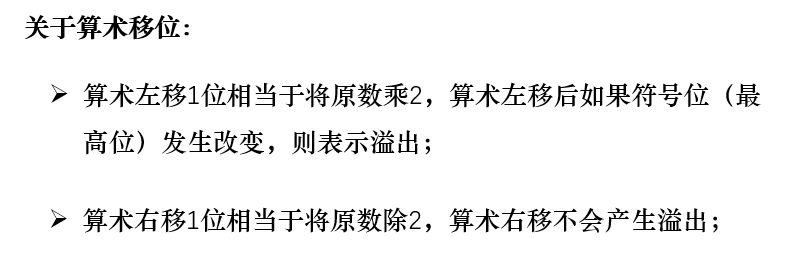 关于算术移位：
➢ 算术左移1位相当于将原数乘2，算术左移后如果符号位（最
高位）发生改变，则表示溢出；
➢ 算术右移1位相当于将原数除2，算术右移不会产生溢出；